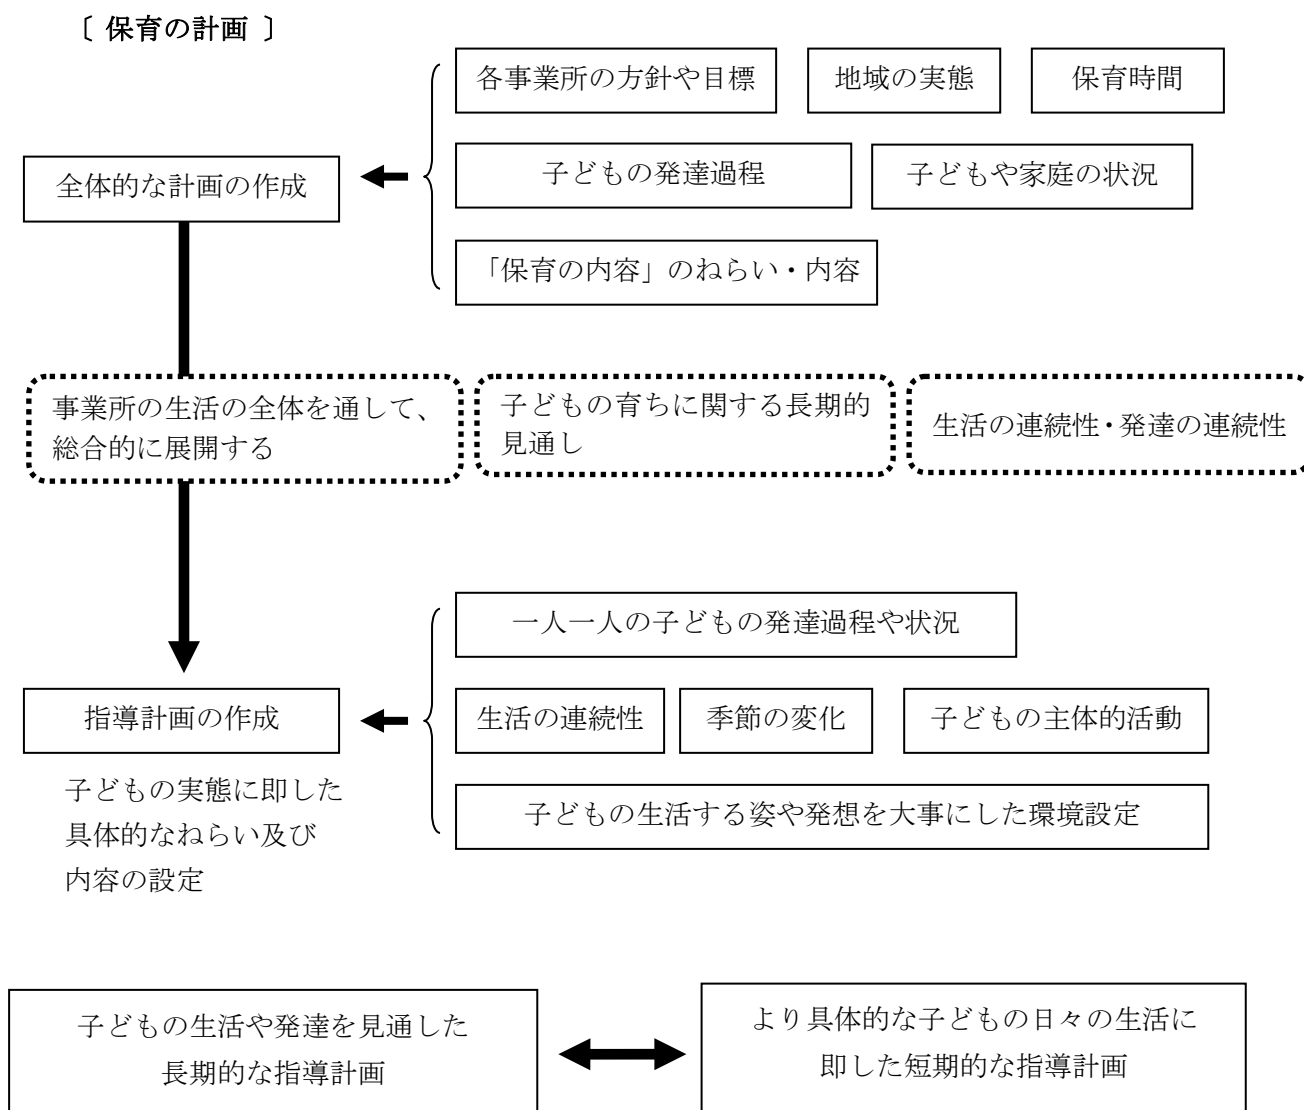 〔 保育の計画 〕
各事業所の方針や目標
地域の実態
保育時間
全体的な計画の作成
子どもの発達過程
子どもや家庭の状況
「保育の内容」のねらい・内容
事業所の生活の全体を通して、
総合的に展開する
子どもの育ちに関する長期的
見通し
生活の連続性・発達の連続性
一人一人の子どもの発達過程や状況
指導計画の作成
生活の連続性
季節の変化
子どもの主体的活動
子どもの実態に即した
具体的なねらい及び
内容の設定
子どもの生活する姿や発想を大事にした環境設定
子どもの生活や発達を見通した
長期的な指導計画
より具体的な子どもの日々の生活に
即した短期的な指導計画